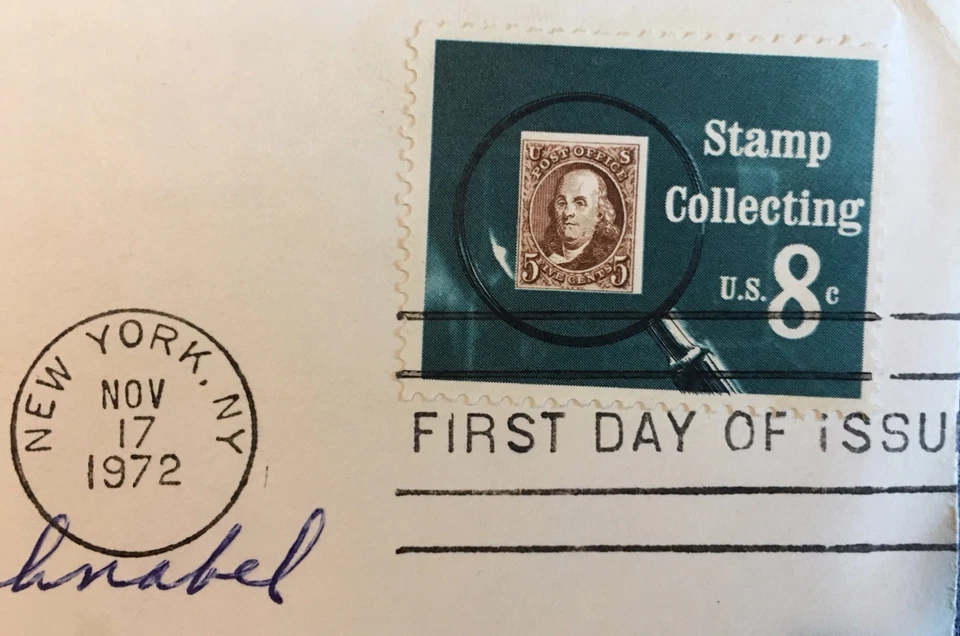 U S
POST OFFICE
5 FIVE CENTS 5
Stamp
Collecting
U.S. 8c
NEW YORK, NY
NOV
17
1972
FIRST DAY OF ISSU
hnabel